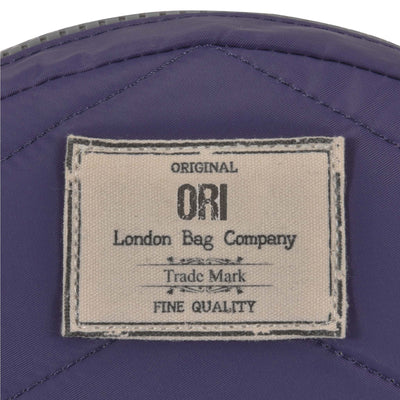 ORIGINAL
ORI
London Bag Company
Trade Mark
FINE QUALITY